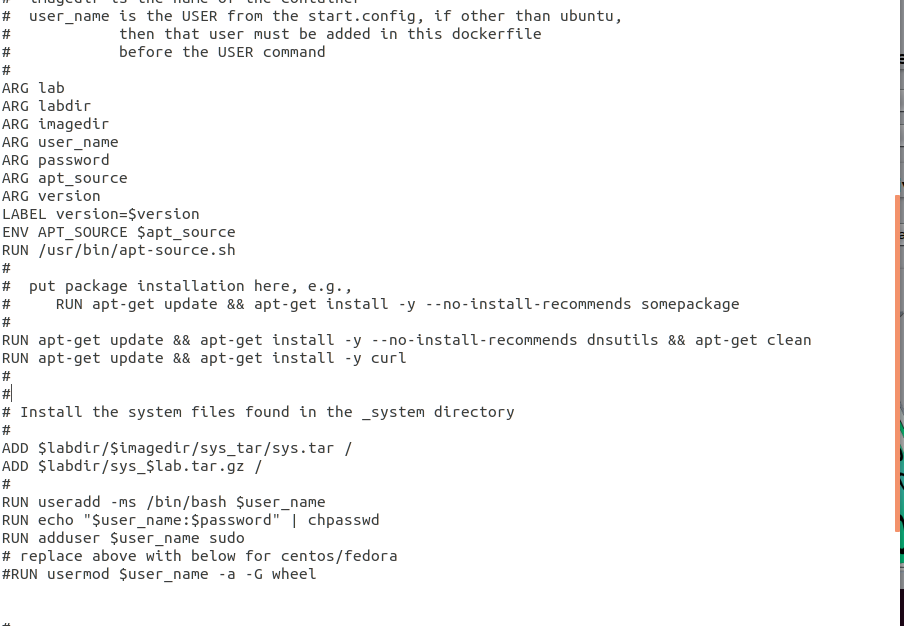 # imagedir is the name of the container
#  user_name is the USER from the start.config, if other than ubuntu,
#            then that user must be added in this dockerfile
#            before the USER command
#
ARG lab
ARG labdir
ARG imagedir
ARG user_name
ARG password
ARG apt_source
ARG version
LABEL version=$version
ENV APT_SOURCE $apt_source
RUN /usr/bin/apt-source.sh
#
#  put package installation here, e.g.,
#     RUN apt-get update && apt-get install -y --no-install-recommends somepackage
#
RUN apt-get update && apt-get install -y --no-install-recommends dnsutils && apt-get clean
RUN apt-get update && apt-get install -y curl
#
#
# Install the system files found in the _system directory
#
ADD $labdir/$imagedir/sys_tar/sys.tar /
ADD $labdir/sys_$lab.tar.gz /
#
RUN useradd -ms /bin/bash $user_name
RUN echo "$user_name:$password" | chpasswd
RUN adduser $user_name sudo
# replace above with below for centos/fedora
#RUN usermod $user_name -a -G wheel
#